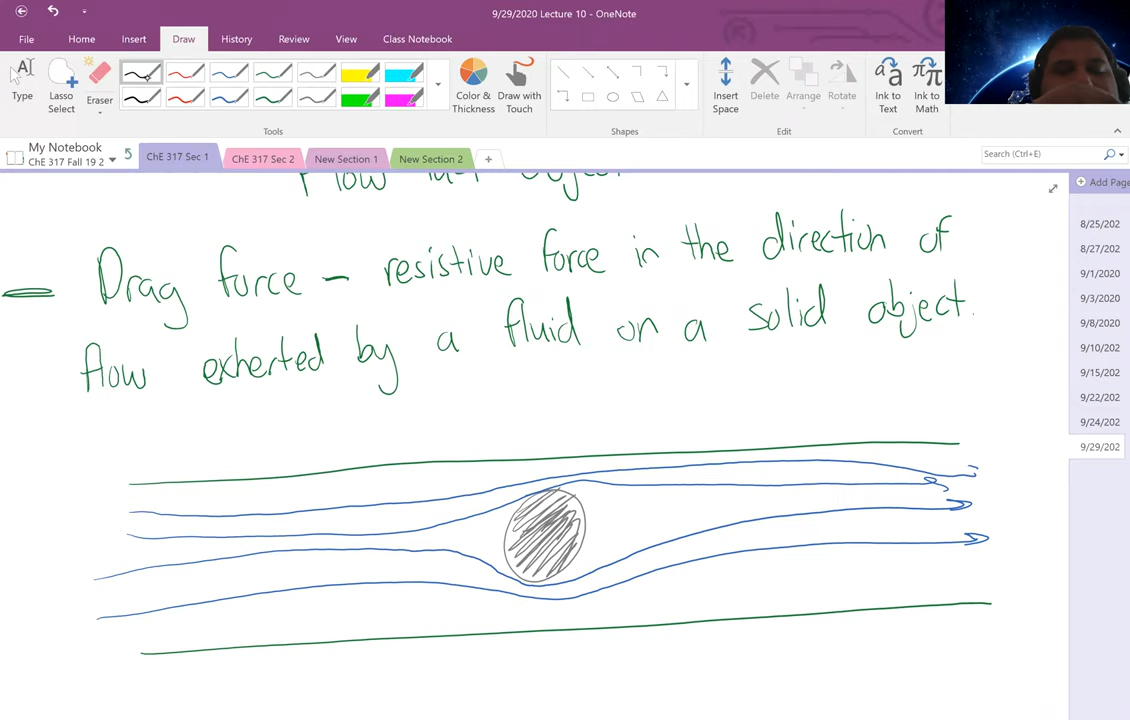 9/29/2020 Lecture 10 - OneNote
File Home Insert Draw History Review View Class Notebook
Type
Lasso Select
Eraser
Color & Thickness
Draw with Touch
Insert Space
Delete
Arrange
Rotate
Ink to Text
Ink to Math
Tools
Shapes
Edit
Convert
My Notebook
ChE 317 Fall 19 2
ChE 317 Sec 1
ChE 317 Sec 2
New Section 1
New Section 2
Search (Ctrl+E)
Add Page
8/25/202
8/27/202
9/1/2020
9/3/2020
9/8/2020
9/10/202
9/15/202
9/22/202
9/24/202
9/29/202
Flow object
Drag force - resistive force in the direction of
flow exherted by a fluid on a solid object.